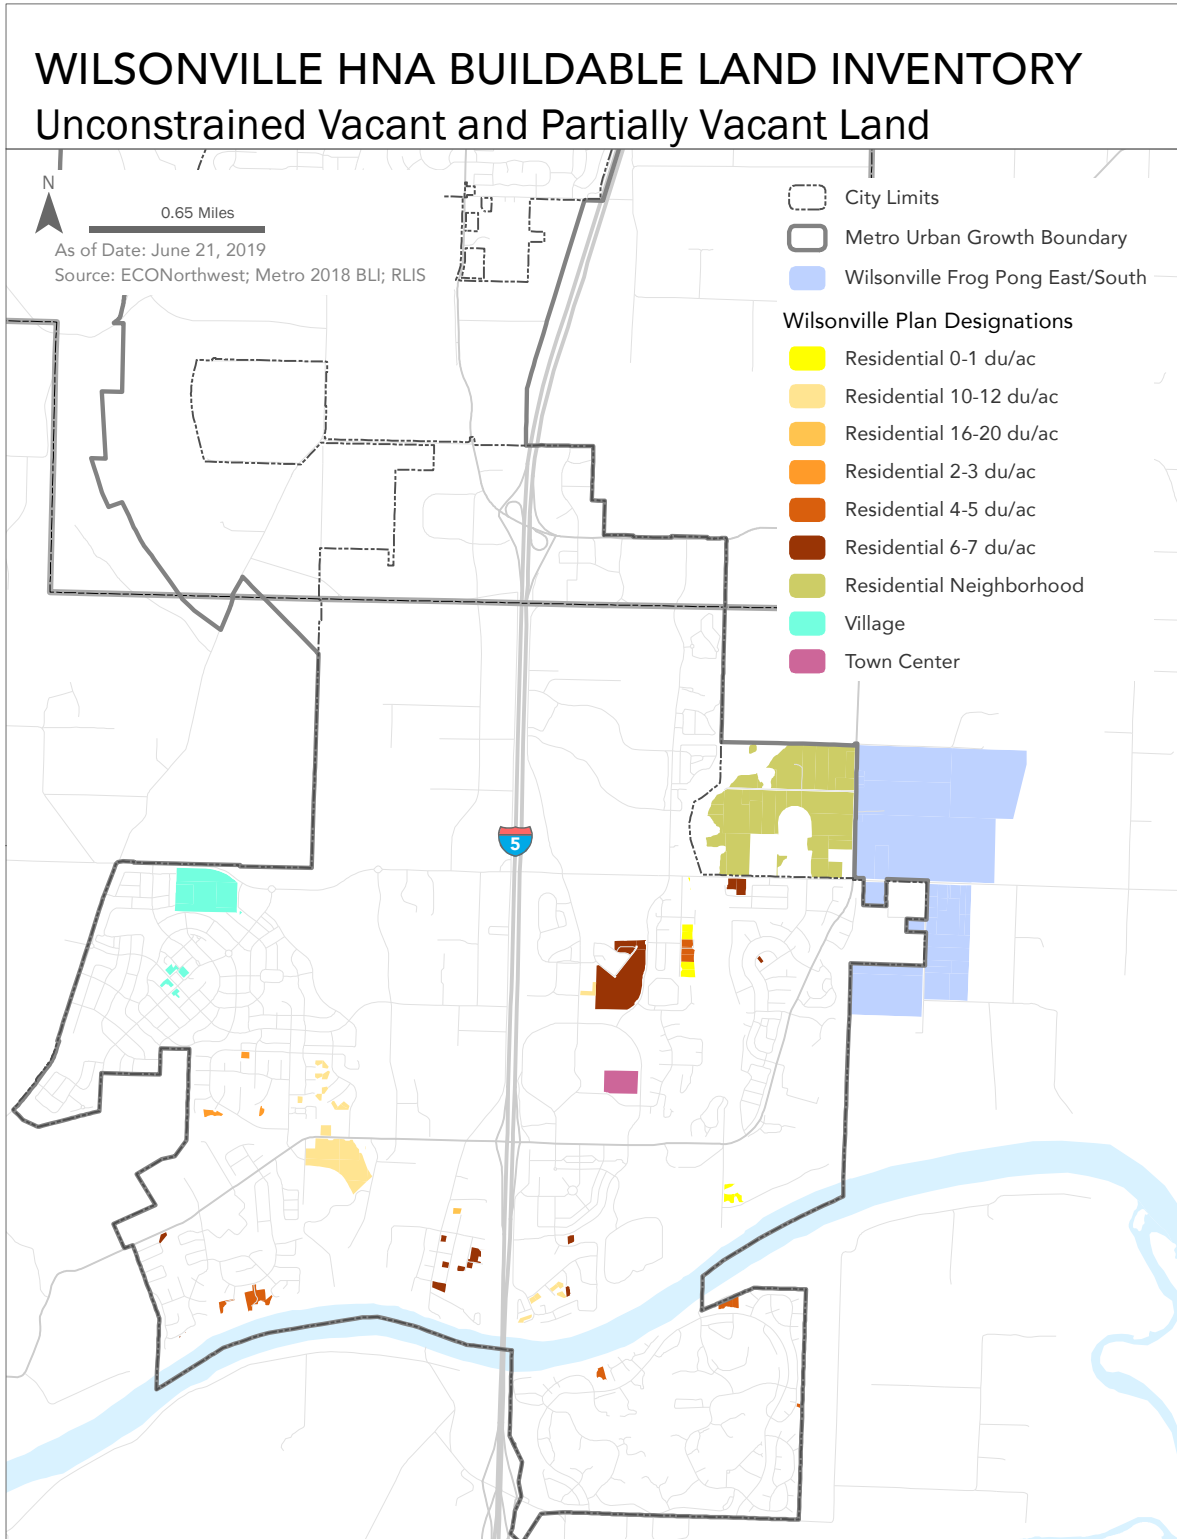 WILSONVILLE HNA BUILDABLE LAND INVENTORY
Unconstrained Vacant and Partially Vacant Land
N
0.65 Miles
As of Date: June 21, 2019
Source: ECONorthwest; Metro 2018 BLI; RLIS
City Limits
Metro Urban Growth Boundary
Wilsonville Frog Pong East/South
Wilsonville Plan Designations
Residential 0-1 du/ac
Residential 10-12 du/ac
Residential 16-20 du/ac
Residential 2-3 du/ac
Residential 4-5 du/ac
Residential 6-7 du/ac
Residential Neighborhood
Village
Town Center
5